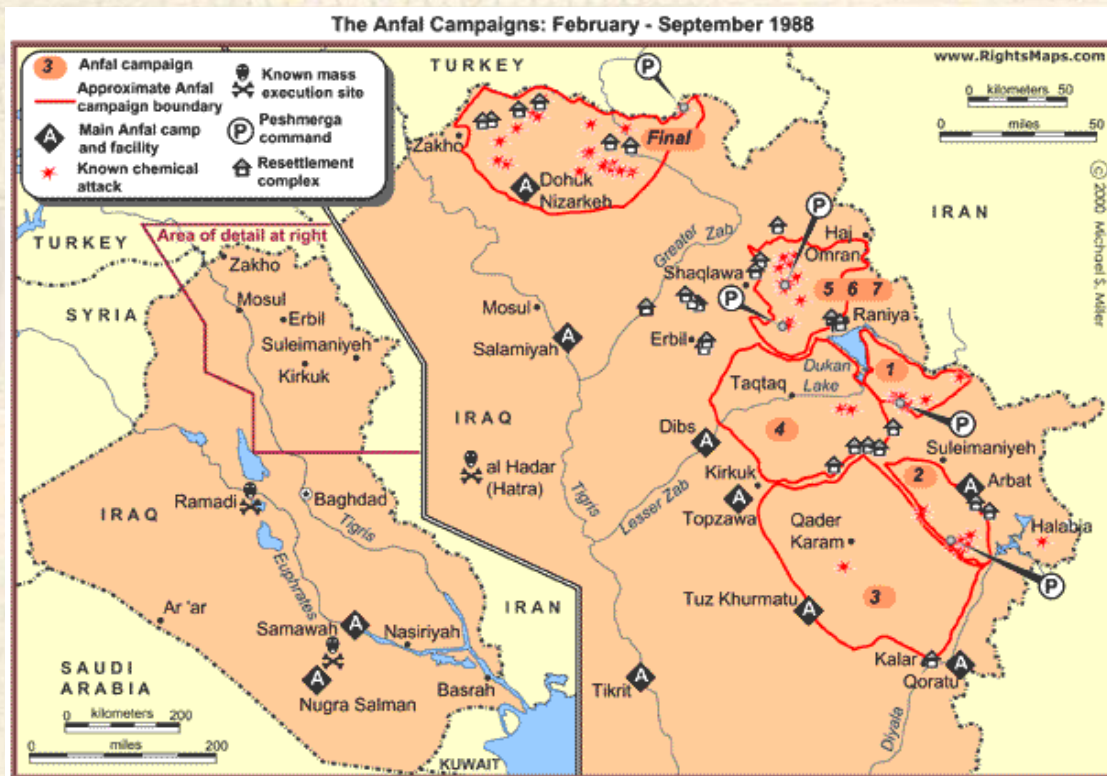 The Anfal Campaigns: February - September 1988
3 Anfal campaign
Approximate Anfal
campaign boundary
A Main Anfal camp
and facility
Known chemical
attack
Known mass
execution site
P Peshmerga
command
Resettlement
complex
www.RightsMaps.com
0 kilometers 50
0 miles 50
© 2000 Michael S. Miller
TURKEY
P
Zakho
Final
A Dohuk
Nizarkeh
IRAN
P
Greater Zab
Haj
Omran
Shaqlawa
5 6 7
P
Raniya
Mosul
Erbil
A
Salamiyah
Dukan
Lake
1
Taqtaq
P
IRAQ
4
Dibs
A
Suleimaniyeh
al Hadar
(Hatra)
Kirkuk
2
A Arbat
Tigris
Lesser Zab
A
Topzawa
Halabja
Qader
Karam
P
Tuz Khurmatu A
3
Kalar
A
Qoratu
Tikrit A
Diyala
Area of detail at right
TURKEY
Zakho
Mosul
SYRIA
Erbil
Suleimaniyeh
Kirkuk
Ramadi
Baghdad
IRAQ
Tigris
Euphrates
IRAN
Ar 'ar
Samawah A
Nasiriyah
SAUDI
ARABIA
A
Nugra Salman
Basrah
0 kilometers 200
0 miles 200
KUWAIT